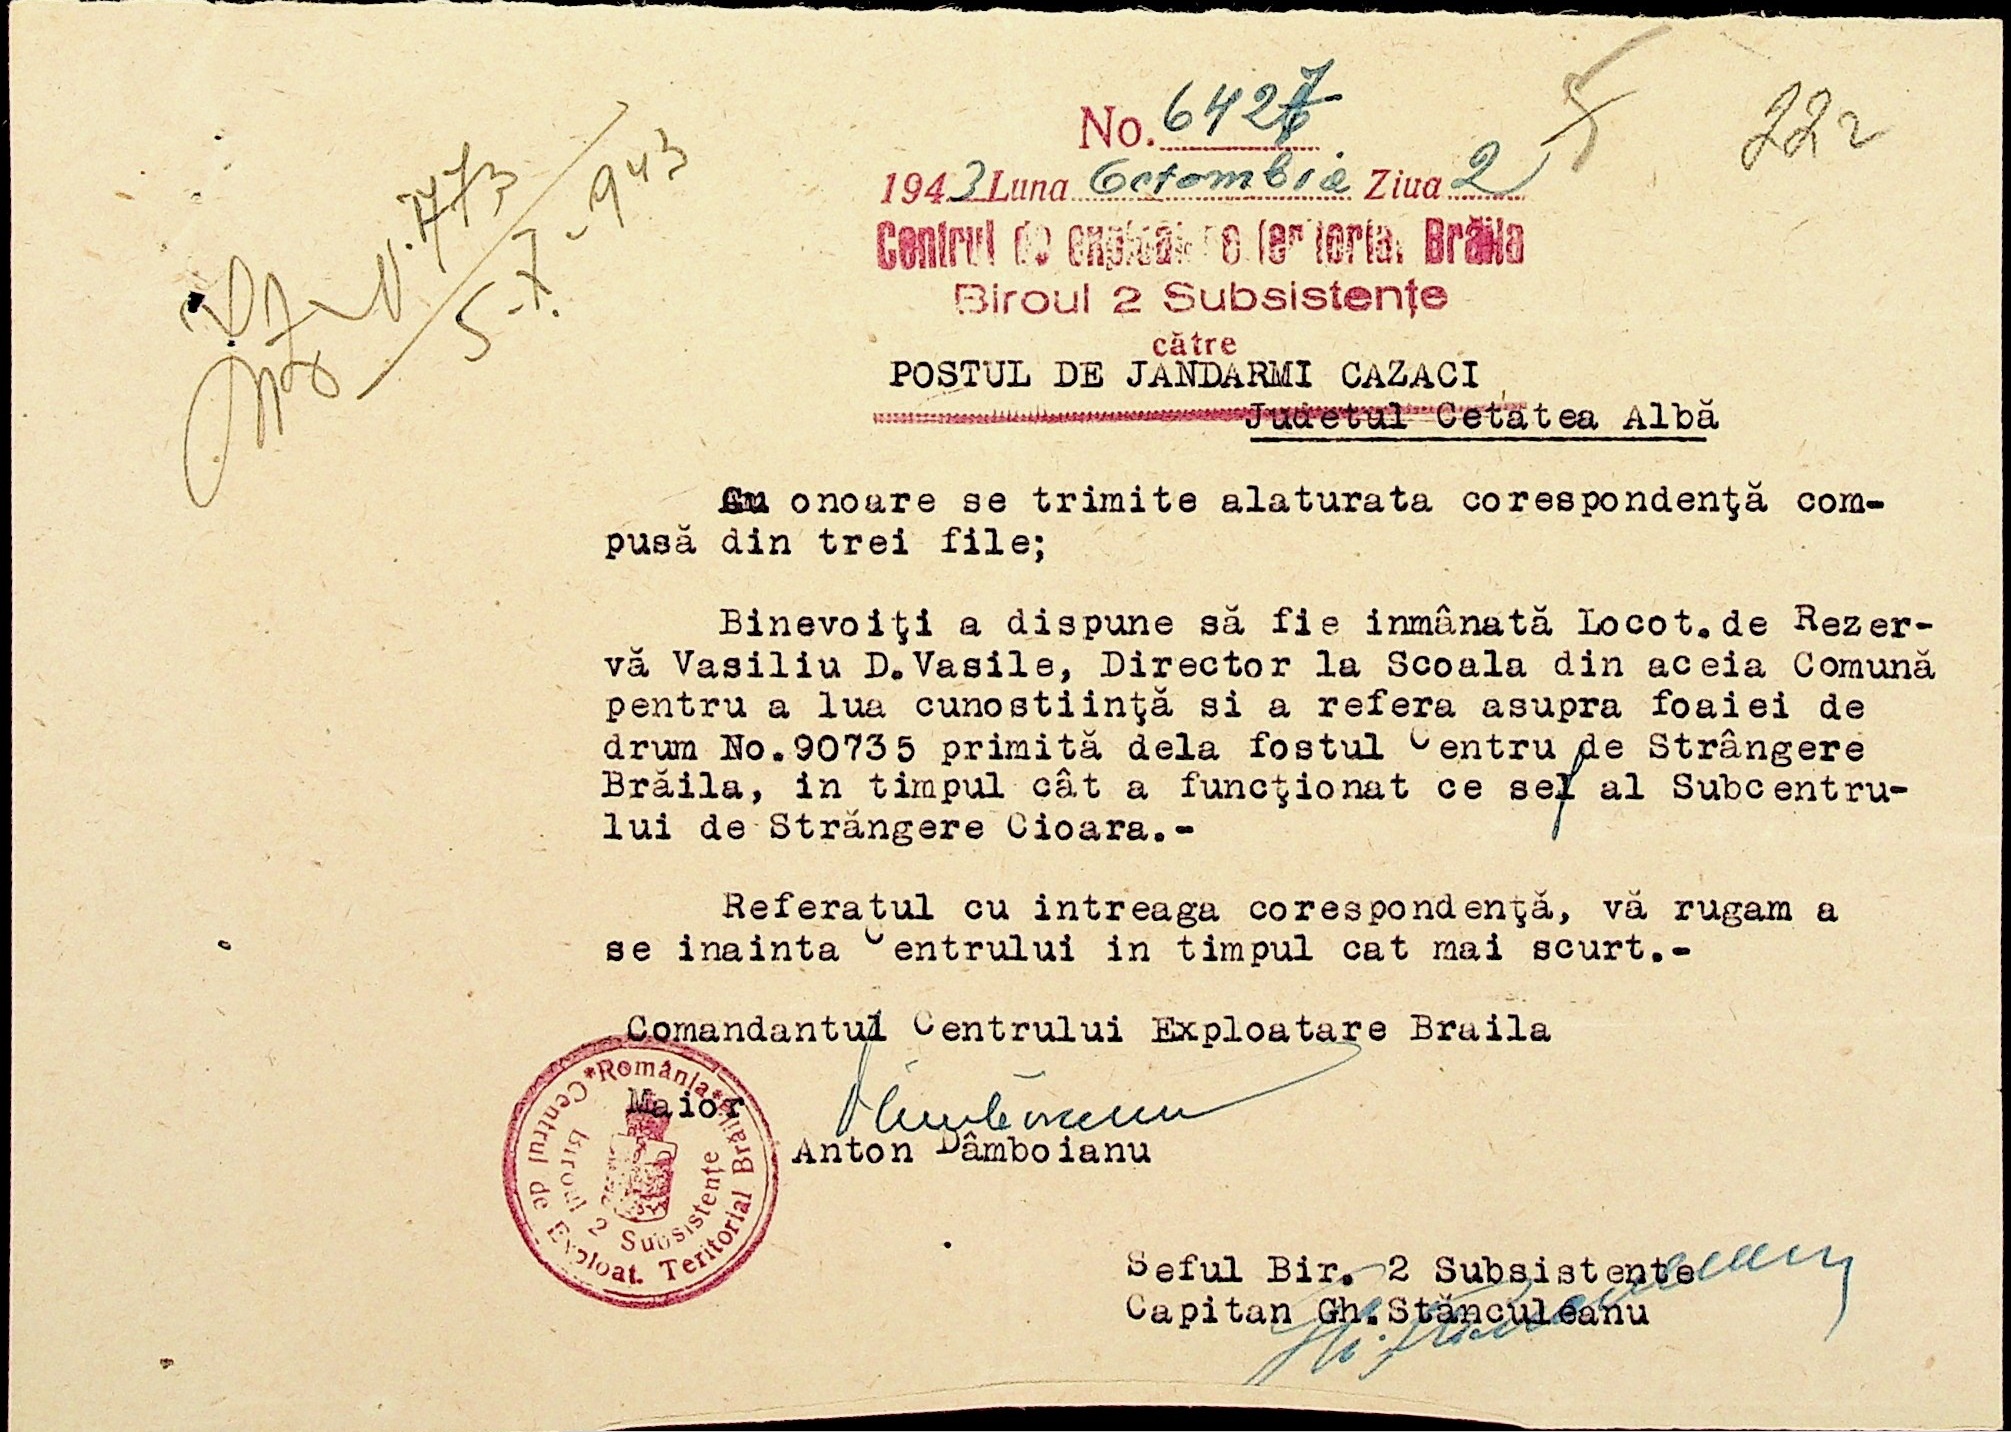 No. 6427
222
1943 Luna Octombrie Ziua 2
Centrul de exploatare teritorial Brăila
Biroul 2 Subsistențe
către
POSTUL DE JANDARMI CAZACI
Judetul Cetatea Albă
N. 7773
5-X-943
Cu onoare se trimite alaturata corespondenţă com-
pusă din trei file;
Binevoiţi a dispune să fie inmânată Locot.de Rezer-
vă Vasiliu D.Vasile, Director la Scoala din aceia Comună
pentru a lua cunostiinţă si a refera asupra foaiei de
drum No.90735 primită dela fostul Centru de Strângere
Brăila, in timpul cât a funcţionat ce sef al Subcentru-
lui de Străngere Cioara.-
Referatul cu intreaga corespondenţă, vă rugam a
se inainta Centrului in timpul cat mai scurt.-
Comandantul Centrului Exploatare Braila
Maior
Anton Dâmboianu
*România*
Centrul de Exploat. Teritorial Brăila
Biroul 2 Subsistențe
Seful Bir. 2 Subsistente
Capitan Gh.Stănculeanu